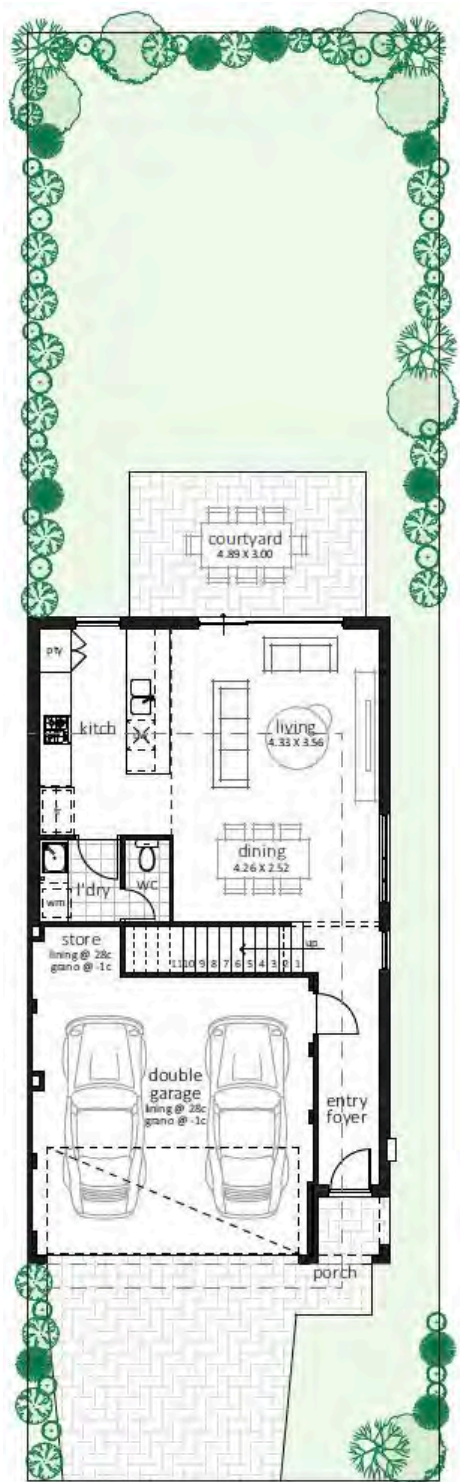 courtyard
4.89 X 3.00
pty
kitch
living
4.33 X 3.56
dining
4.26 X 2.52
wc
l'dry
wm
store
lining @ 28c
grano @ -1c
up
11 10 9 8 7 6 5 4 3 2 1
double
garage
lining @ 28c
grano @ -1c
entry
foyer
porch